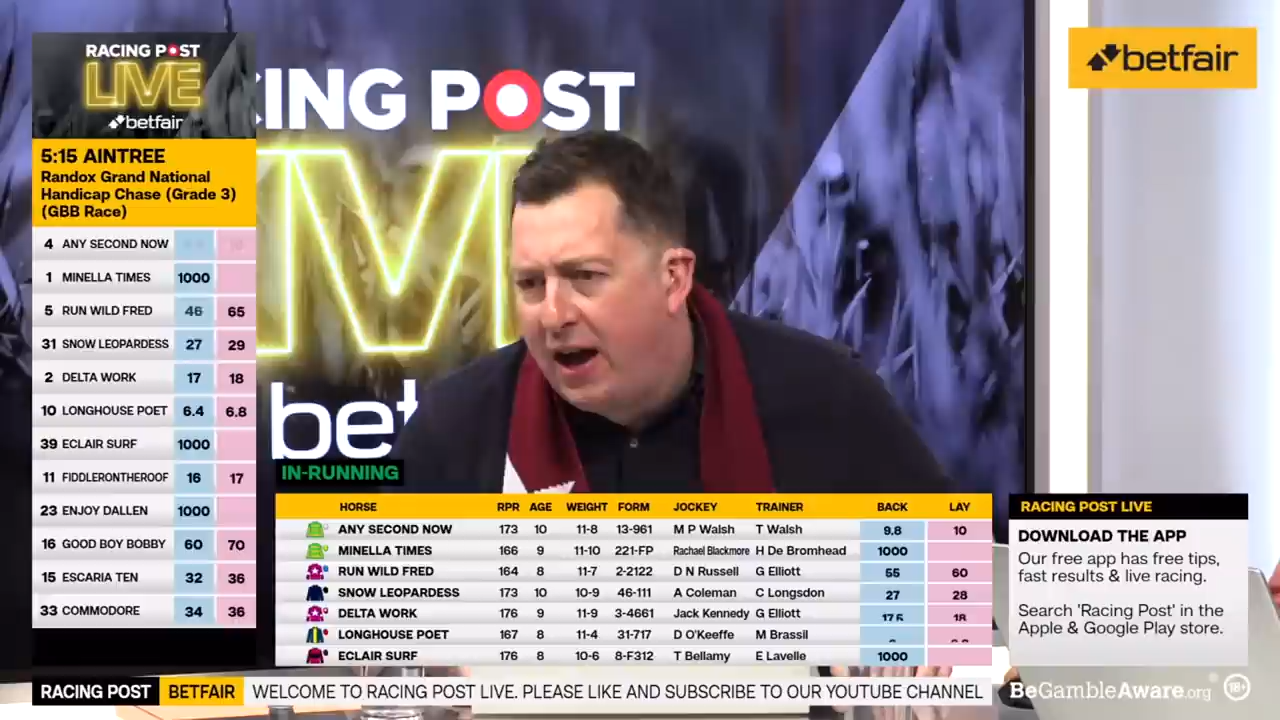 RACING POST
LIVE
betfair
5:15 AINTREE
Randox Grand National
Handicap Chase (Grade 3)
(GBB Race)
4 ANY SECOND NOW
1 MINELLA TIMES 1000
5 RUN WILD FRED 46 65
31 SNOW LEOPARDESS 27 29
2 DELTA WORK 17 18
10 LONGHOUSE POET 6.4 6.8
39 ECLAIR SURF 1000
11 FIDDLERONTHEROOF 16 17
23 ENJOY DALLEN 1000
16 GOOD BOY BOBBY 60 70
15 ESCARIA TEN 32 36
33 COMMODORE 34 36
CING POST
IVE
bet
betfair
IN-RUNNING
HORSE RPR AGE WEIGHT FORM JOCKEY TRAINER BACK LAY
ANY SECOND NOW 173 10 11-8 13-961 M P Walsh T Walsh 9.8 10
MINELLA TIMES 166 9 11-10 221-FP Rachael Blackmore H De Bromhead 1000
RUN WILD FRED 164 8 11-7 2-2122 D N Russell G Elliott 55 60
SNOW LEOPARDESS 173 10 10-9 46-111 A Coleman C Longsdon 27 28
DELTA WORK 176 9 11-9 3-4661 Jack Kennedy G Elliott 17.5 18
LONGHOUSE POET 167 8 11-4 31-717 D O'Keeffe M Brassil
ECLAIR SURF 176 8 10-6 8-F312 T Bellamy E Lavelle 1000
RACING POST LIVE
DOWNLOAD THE APP
Our free app has free tips,
fast results & live racing.
Search 'Racing Post' in the
Apple & Google Play store.
RACING POST BETFAIR WELCOME TO RACING POST LIVE. PLEASE LIKE AND SUBSCRIBE TO OUR YOUTUBE CHANNEL
BeGambleAware.org 18+